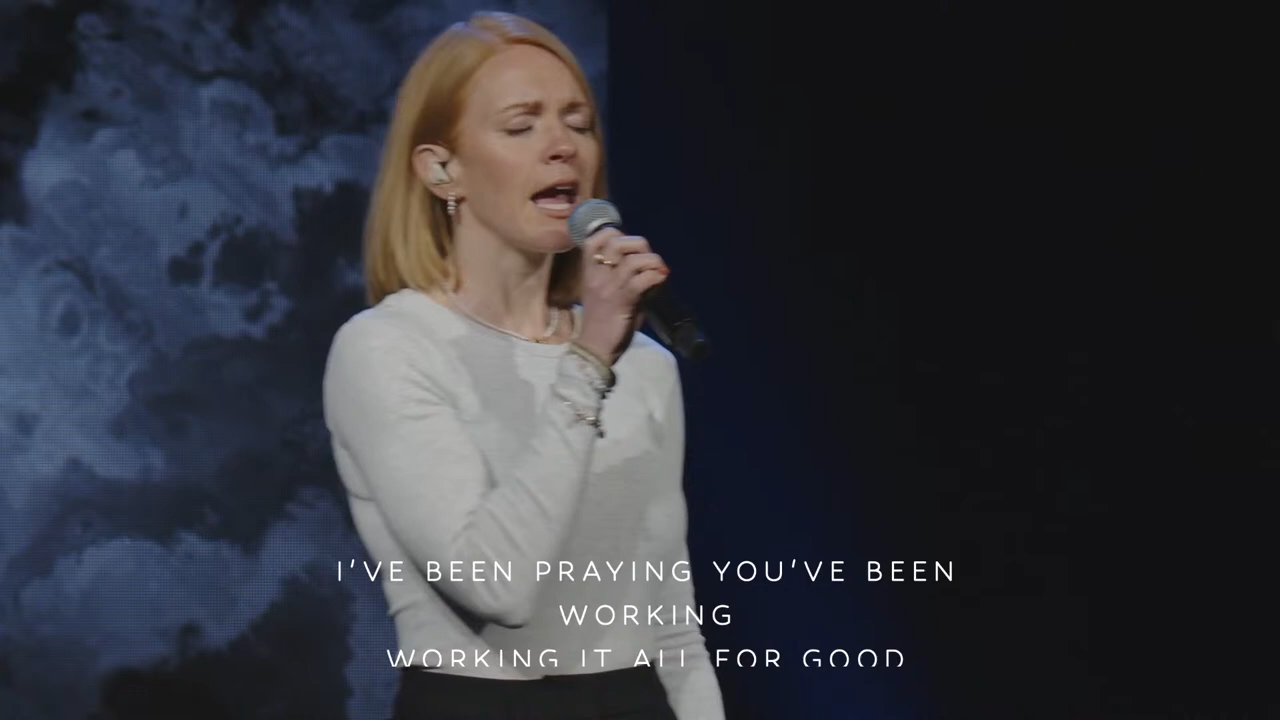 I'VE BEEN PRAYING YOU'VE BEEN
WORKING
WORKING IT ALL FOR GOOD